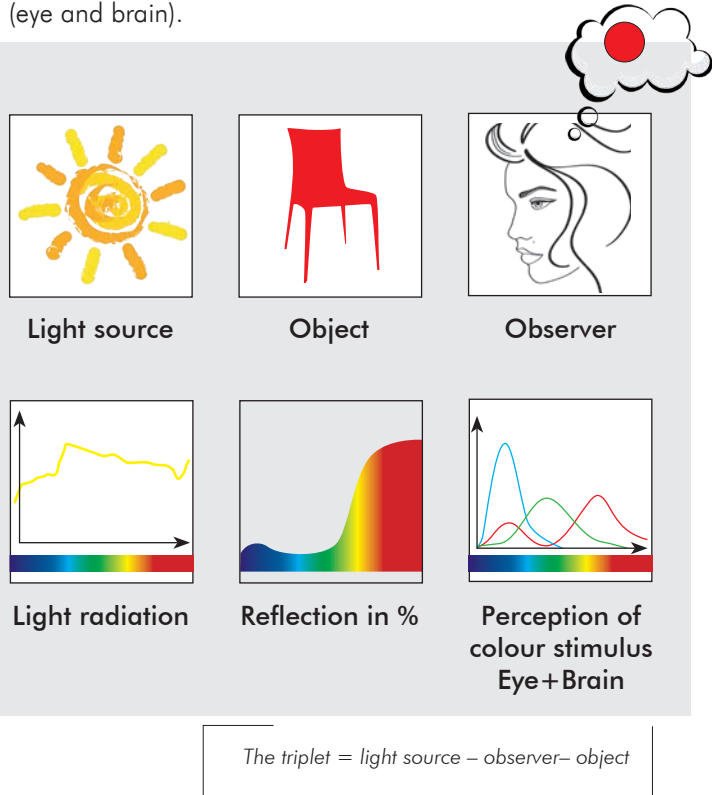 (eye and brain).
Light source
Object
Observer
Light radiation
Reflection in %
Perception of
colour stimulus
Eye+Brain
The triplet = light source – observer– object